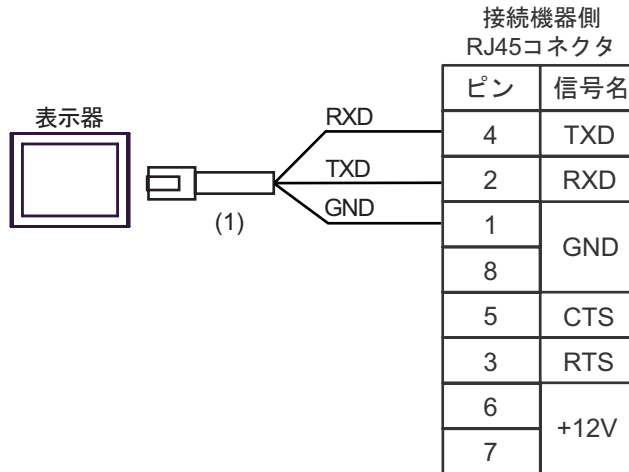 接続機器側
RJ45コネクタ
ピン 信号名
表示器
RXD
4 TXD
TXD
2 RXD
GND
1
GND
(1)
8
5 CTS
3 RTS
6
+12V
7